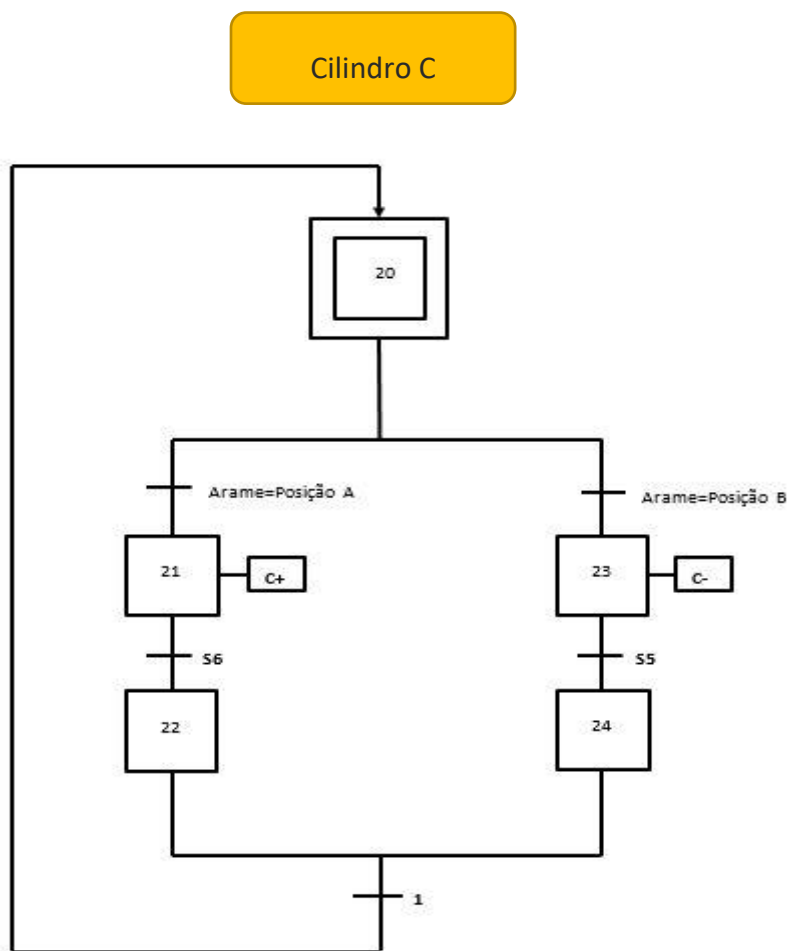 Cilindro C
20
Arame=Posição A
Arame=Posição B
21
C+
23
C-
S6
S5
22
24
1